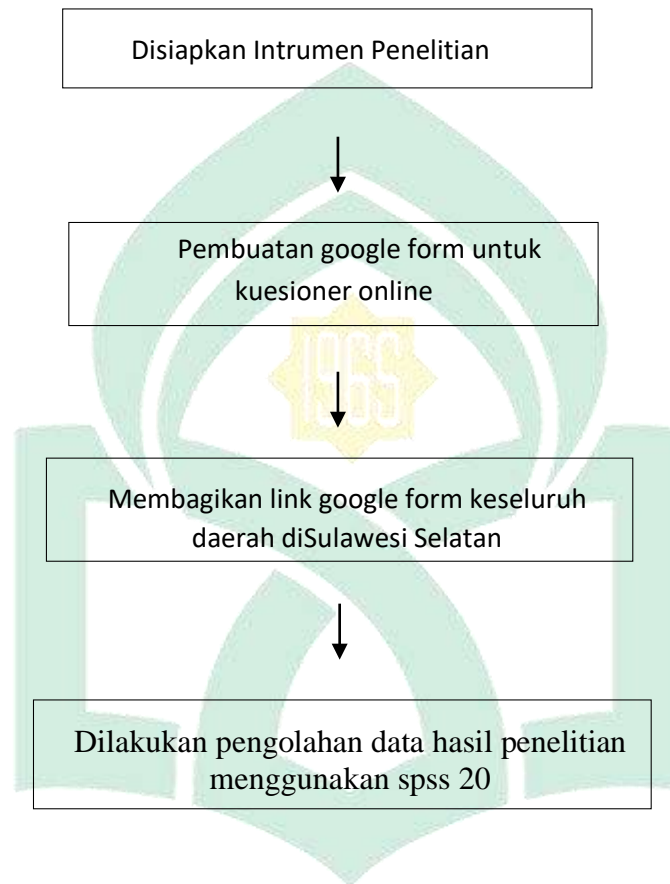 Disiapkan Intrumen Penelitian
Pembuatan google form untuk
kuesioner online
1965
Membagikan link google form keseluruh
daerah diSulawesi Selatan
Dilakukan pengolahan data hasil penelitian
menggunakan spss 20